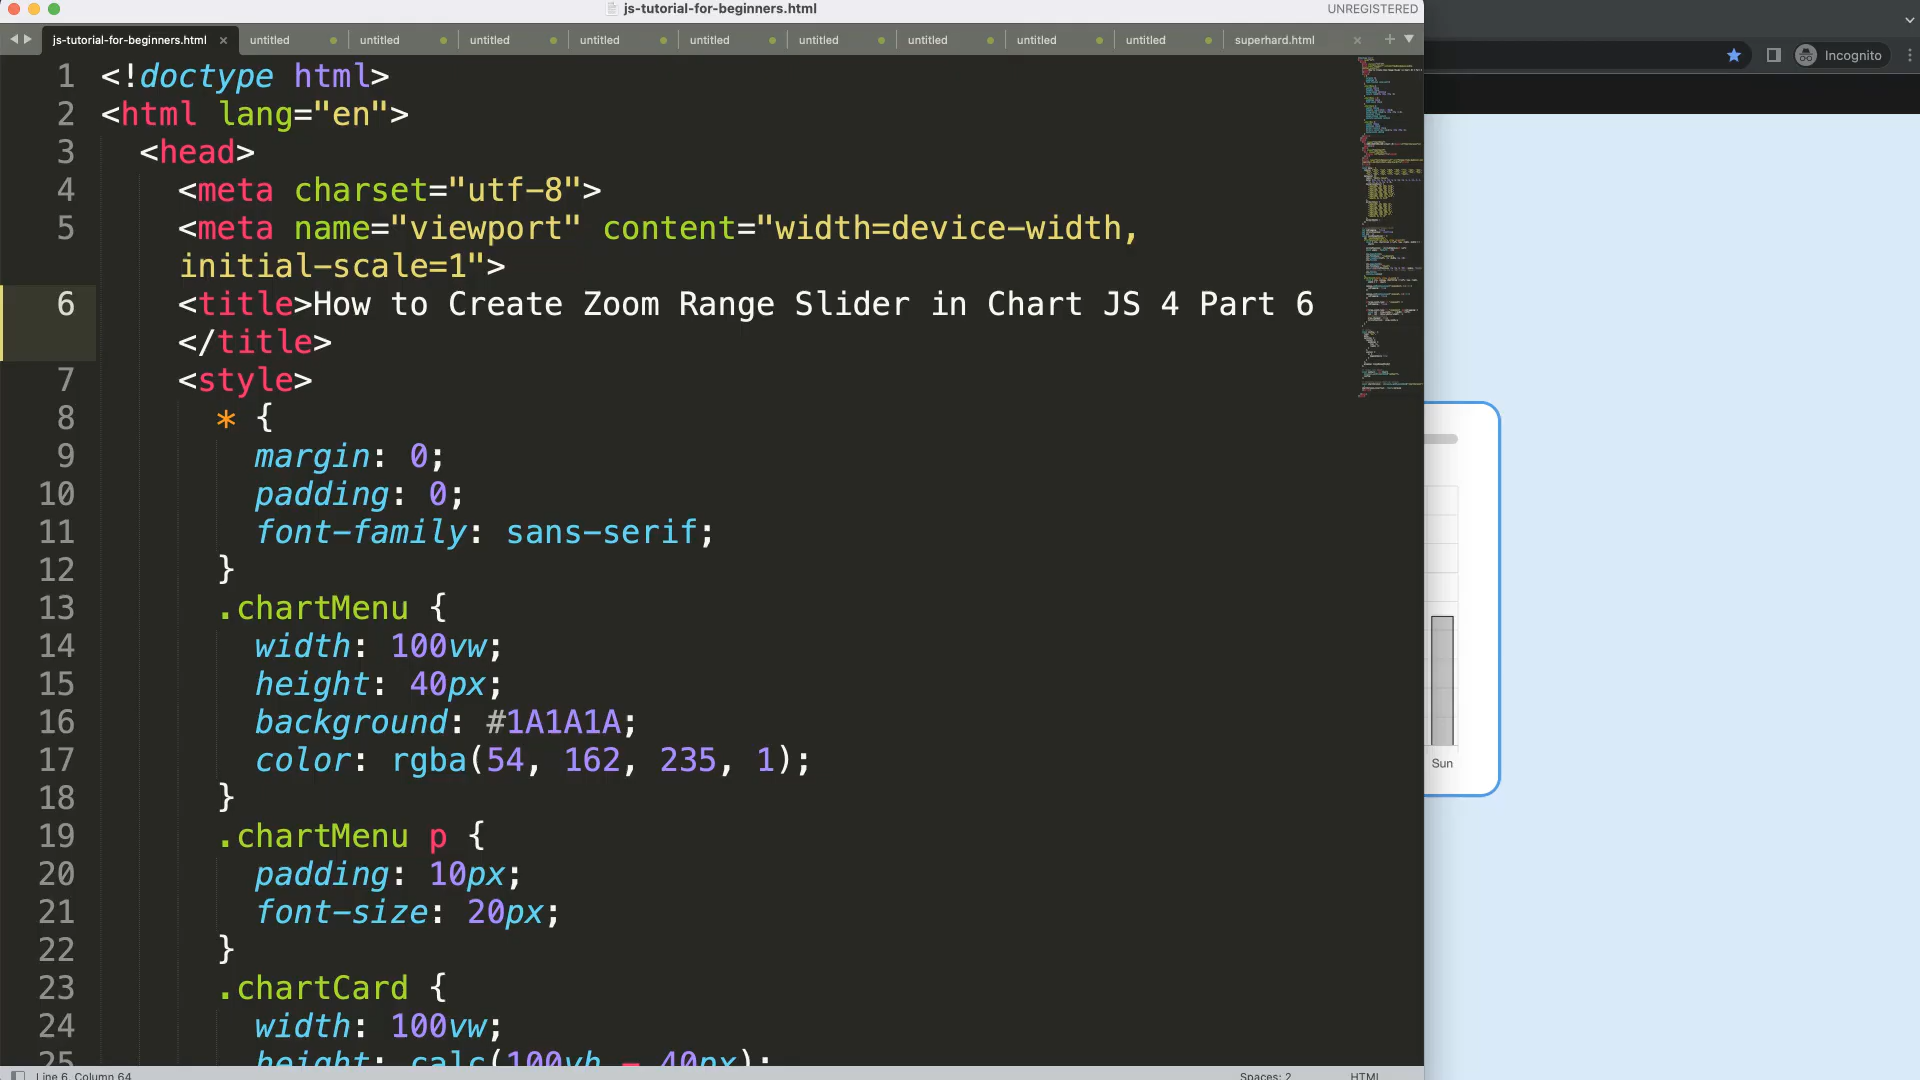 js-tutorial-for-beginners.html
UNREGISTERED
js-tutorial-for-beginners.html × untitled untitled untitled untitled untitled untitled untitled untitled untitled superhard.html × +
Incognito
1 <!doctype html>
2 <html lang="en">
3 <head>
4 <meta charset="utf-8">
5 <meta name="viewport" content="width=device-width,
initial-scale=1">
6 <title>How to Create Zoom Range Slider in Chart JS 4 Part 6
</title>
7 <style>
8 * {
9 margin: 0;
10 padding: 0;
11 font-family: sans-serif;
12 }
13 .chartMenu {
14 width: 100vw;
15 height: 40px;
16 background: #1A1A1A;
17 color: rgba(54, 162, 235, 1);
18 }
19 .chartMenu p {
20 padding: 10px;
21 font-size: 20px;
22 }
23 .chartCard {
24 width: 100vw;
25 height: calc(100vh - 40px);
Sun
Line 6, Column 64
Spaces: 2
HTML